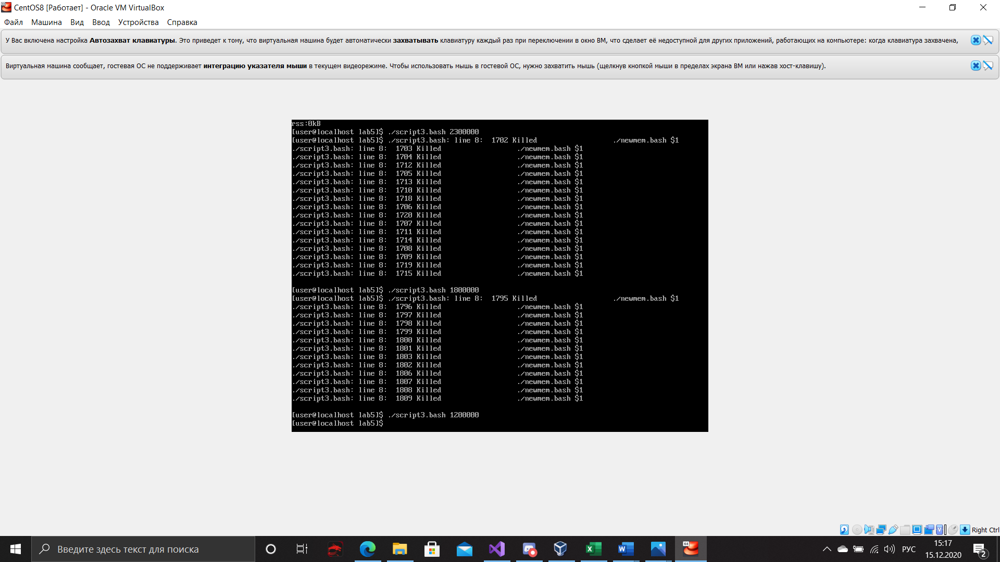 CentOS8 [Работает] - Oracle VM VirtualBox
Файл Машина Вид Ввод Устройства Справка
У Вас включена настройка Автозахват клавиатуры. Это приведет к тому, что виртуальная машина будет автоматически захватывать клавиатуру каждый раз при переключении в окно ВМ, что сделает её недоступной для других приложений, работающих на компьютере: когда клавиатура захвачена,
Виртуальная машина сообщает, гостевая ОС не поддерживает интеграцию указателя мыши в текущем видеорежиме. Чтобы использовать мышь в гостевой ОС, нужно захватить мышь (щелкнув кнопкой мыши в пределах экрана ВМ или нажав хост-клавишу).
rss:0kB
[user@localhost lab5]$ ./script3.bash 2300000
[user@localhost lab5]$ ./script3.bash: line 8: 1702 Killed ./newmem.bash $1
./script3.bash: line 8: 1703 Killed ./newmem.bash $1
./script3.bash: line 8: 1704 Killed ./newmem.bash $1
./script3.bash: line 8: 1712 Killed ./newmem.bash $1
./script3.bash: line 8: 1705 Killed ./newmem.bash $1
./script3.bash: line 8: 1713 Killed ./newmem.bash $1
./script3.bash: line 8: 1710 Killed ./newmem.bash $1
./script3.bash: line 8: 1718 Killed ./newmem.bash $1
./script3.bash: line 8: 1706 Killed ./newmem.bash $1
./script3.bash: line 8: 1720 Killed ./newmem.bash $1
./script3.bash: line 8: 1707 Killed ./newmem.bash $1
./script3.bash: line 8: 1711 Killed ./newmem.bash $1
./script3.bash: line 8: 1714 Killed ./newmem.bash $1
./script3.bash: line 8: 1708 Killed ./newmem.bash $1
./script3.bash: line 8: 1709 Killed ./newmem.bash $1
./script3.bash: line 8: 1719 Killed ./newmem.bash $1
./script3.bash: line 8: 1715 Killed ./newmem.bash $1
[user@localhost lab5]$ ./script3.bash 1800000
[user@localhost lab5]$ ./script3.bash: line 8: 1795 Killed ./newmem.bash $1
./script3.bash: line 8: 1796 Killed ./newmem.bash $1
./script3.bash: line 8: 1797 Killed ./newmem.bash $1
./script3.bash: line 8: 1798 Killed ./newmem.bash $1
./script3.bash: line 8: 1799 Killed ./newmem.bash $1
./script3.bash: line 8: 1800 Killed ./newmem.bash $1
./script3.bash: line 8: 1801 Killed ./newmem.bash $1
./script3.bash: line 8: 1803 Killed ./newmem.bash $1
./script3.bash: line 8: 1802 Killed ./newmem.bash $1
./script3.bash: line 8: 1806 Killed ./newmem.bash $1
./script3.bash: line 8: 1807 Killed ./newmem.bash $1
./script3.bash: line 8: 1808 Killed ./newmem.bash $1
./script3.bash: line 8: 1809 Killed ./newmem.bash $1
[user@localhost lab5]$ ./script3.bash 1200000
[user@localhost lab5]$
Right Ctrl
Введите здесь текст для поиска
РУС
15:17
15.12.2020
2